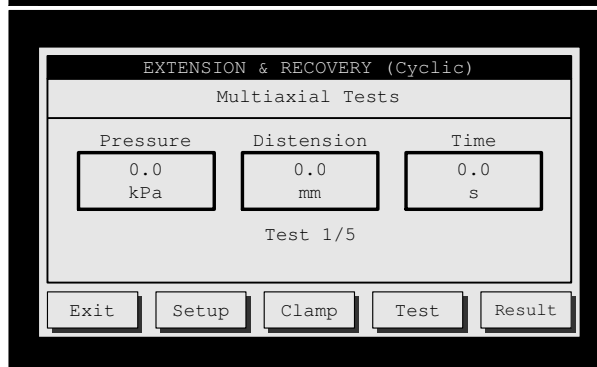 EXTENSION & RECOVERY (Cyclic)
Multiaxial Tests
Pressure Distension Time
0.0 0.0 0.0
kPa mm s
Test 1/5
Exit Setup Clamp Test Result